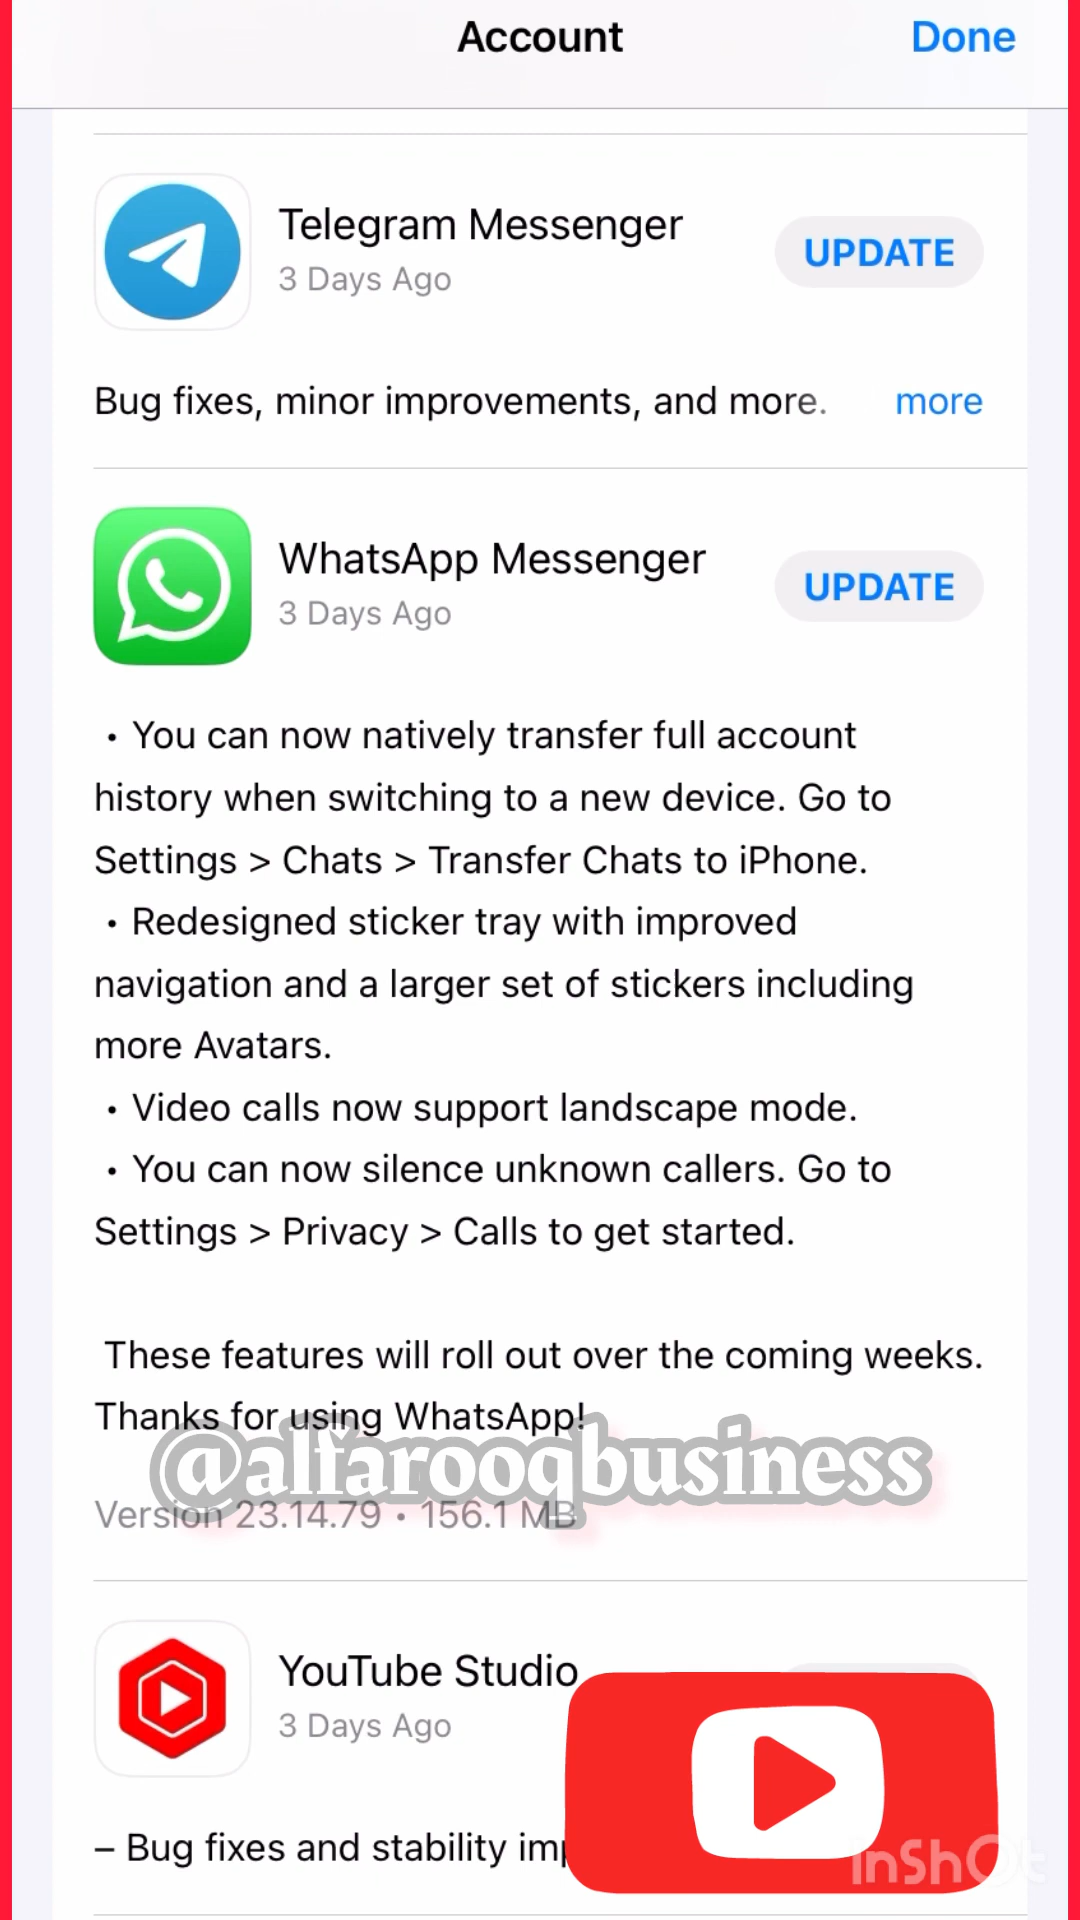 Account
Done
Telegram Messenger
3 Days Ago
UPDATE
Bug fixes, minor improvements, and more.
more
WhatsApp Messenger
3 Days Ago
UPDATE
• You can now natively transfer full account
history when switching to a new device. Go to
Settings > Chats > Transfer Chats to iPhone.
• Redesigned sticker tray with improved
navigation and a larger set of stickers including
more Avatars.
• Video calls now support landscape mode.
• You can now silence unknown callers. Go to
Settings > Privacy > Calls to get started.
These features will roll out over the coming weeks.
Thanks for using WhatsApp!
@alfarooqbusiness
Version 23.14.79 • 156.1 MB
YouTube Studio
3 Days Ago
– Bug fixes and stability
InShOt